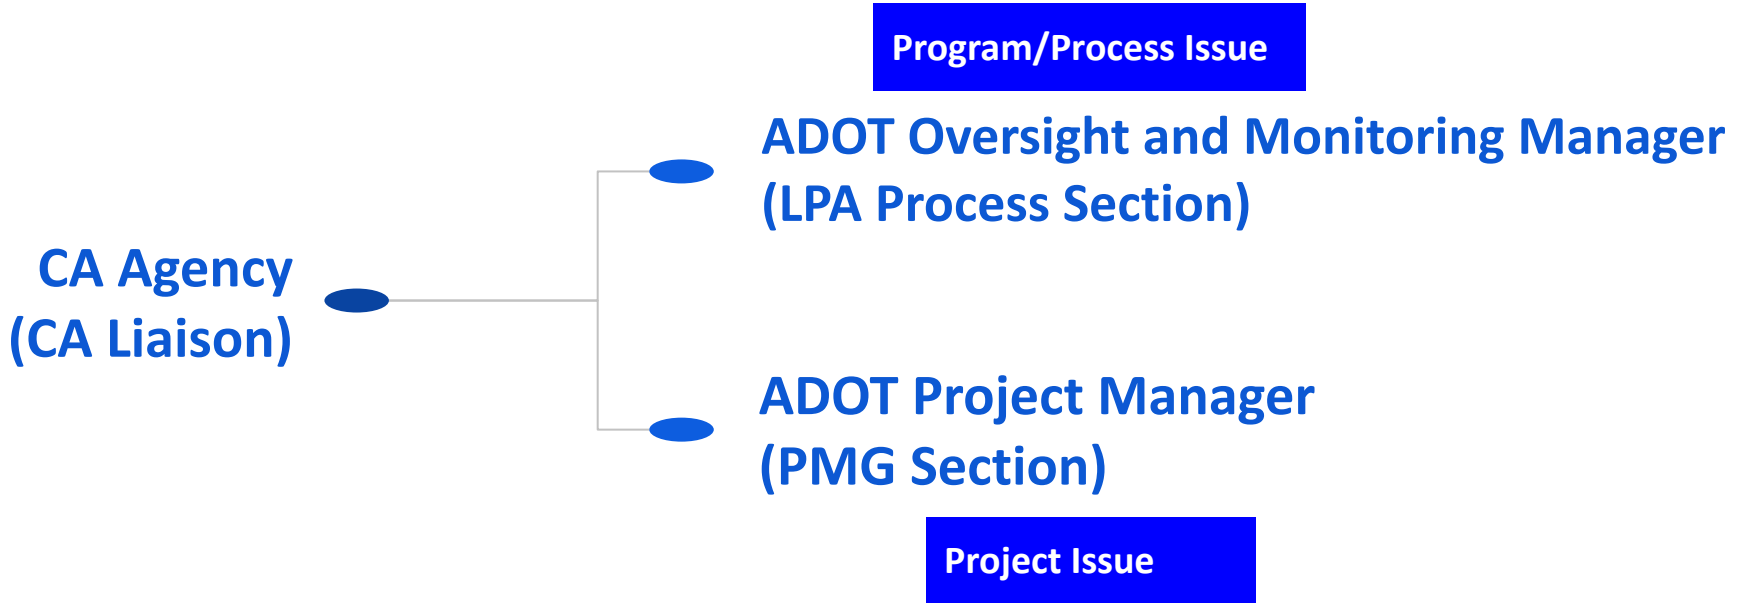 Program/Process Issue
ADOT Oversight and Monitoring Manager
(LPA Process Section)
CA Agency
(CA Liaison)
ADOT Project Manager
(PMG Section)
Project Issue